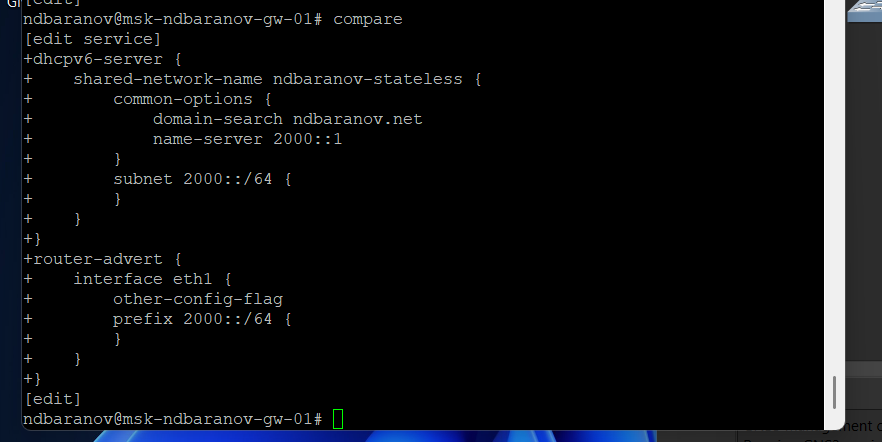 [edit]
ndbaranov@msk-ndbaranov-gw-01# compare
[edit service]
+dhcpv6-server {
+    shared-network-name ndbaranov-stateless {
+        common-options {
+            domain-search ndbaranov.net
+            name-server 2000::1
+        }
+        subnet 2000::/64 {
+        }
+    }
+}
+router-advert {
+    interface eth1 {
+        other-config-flag
+        prefix 2000::/64 {
+        }
+    }
+}
[edit]
ndbaranov@msk-ndbaranov-gw-01#